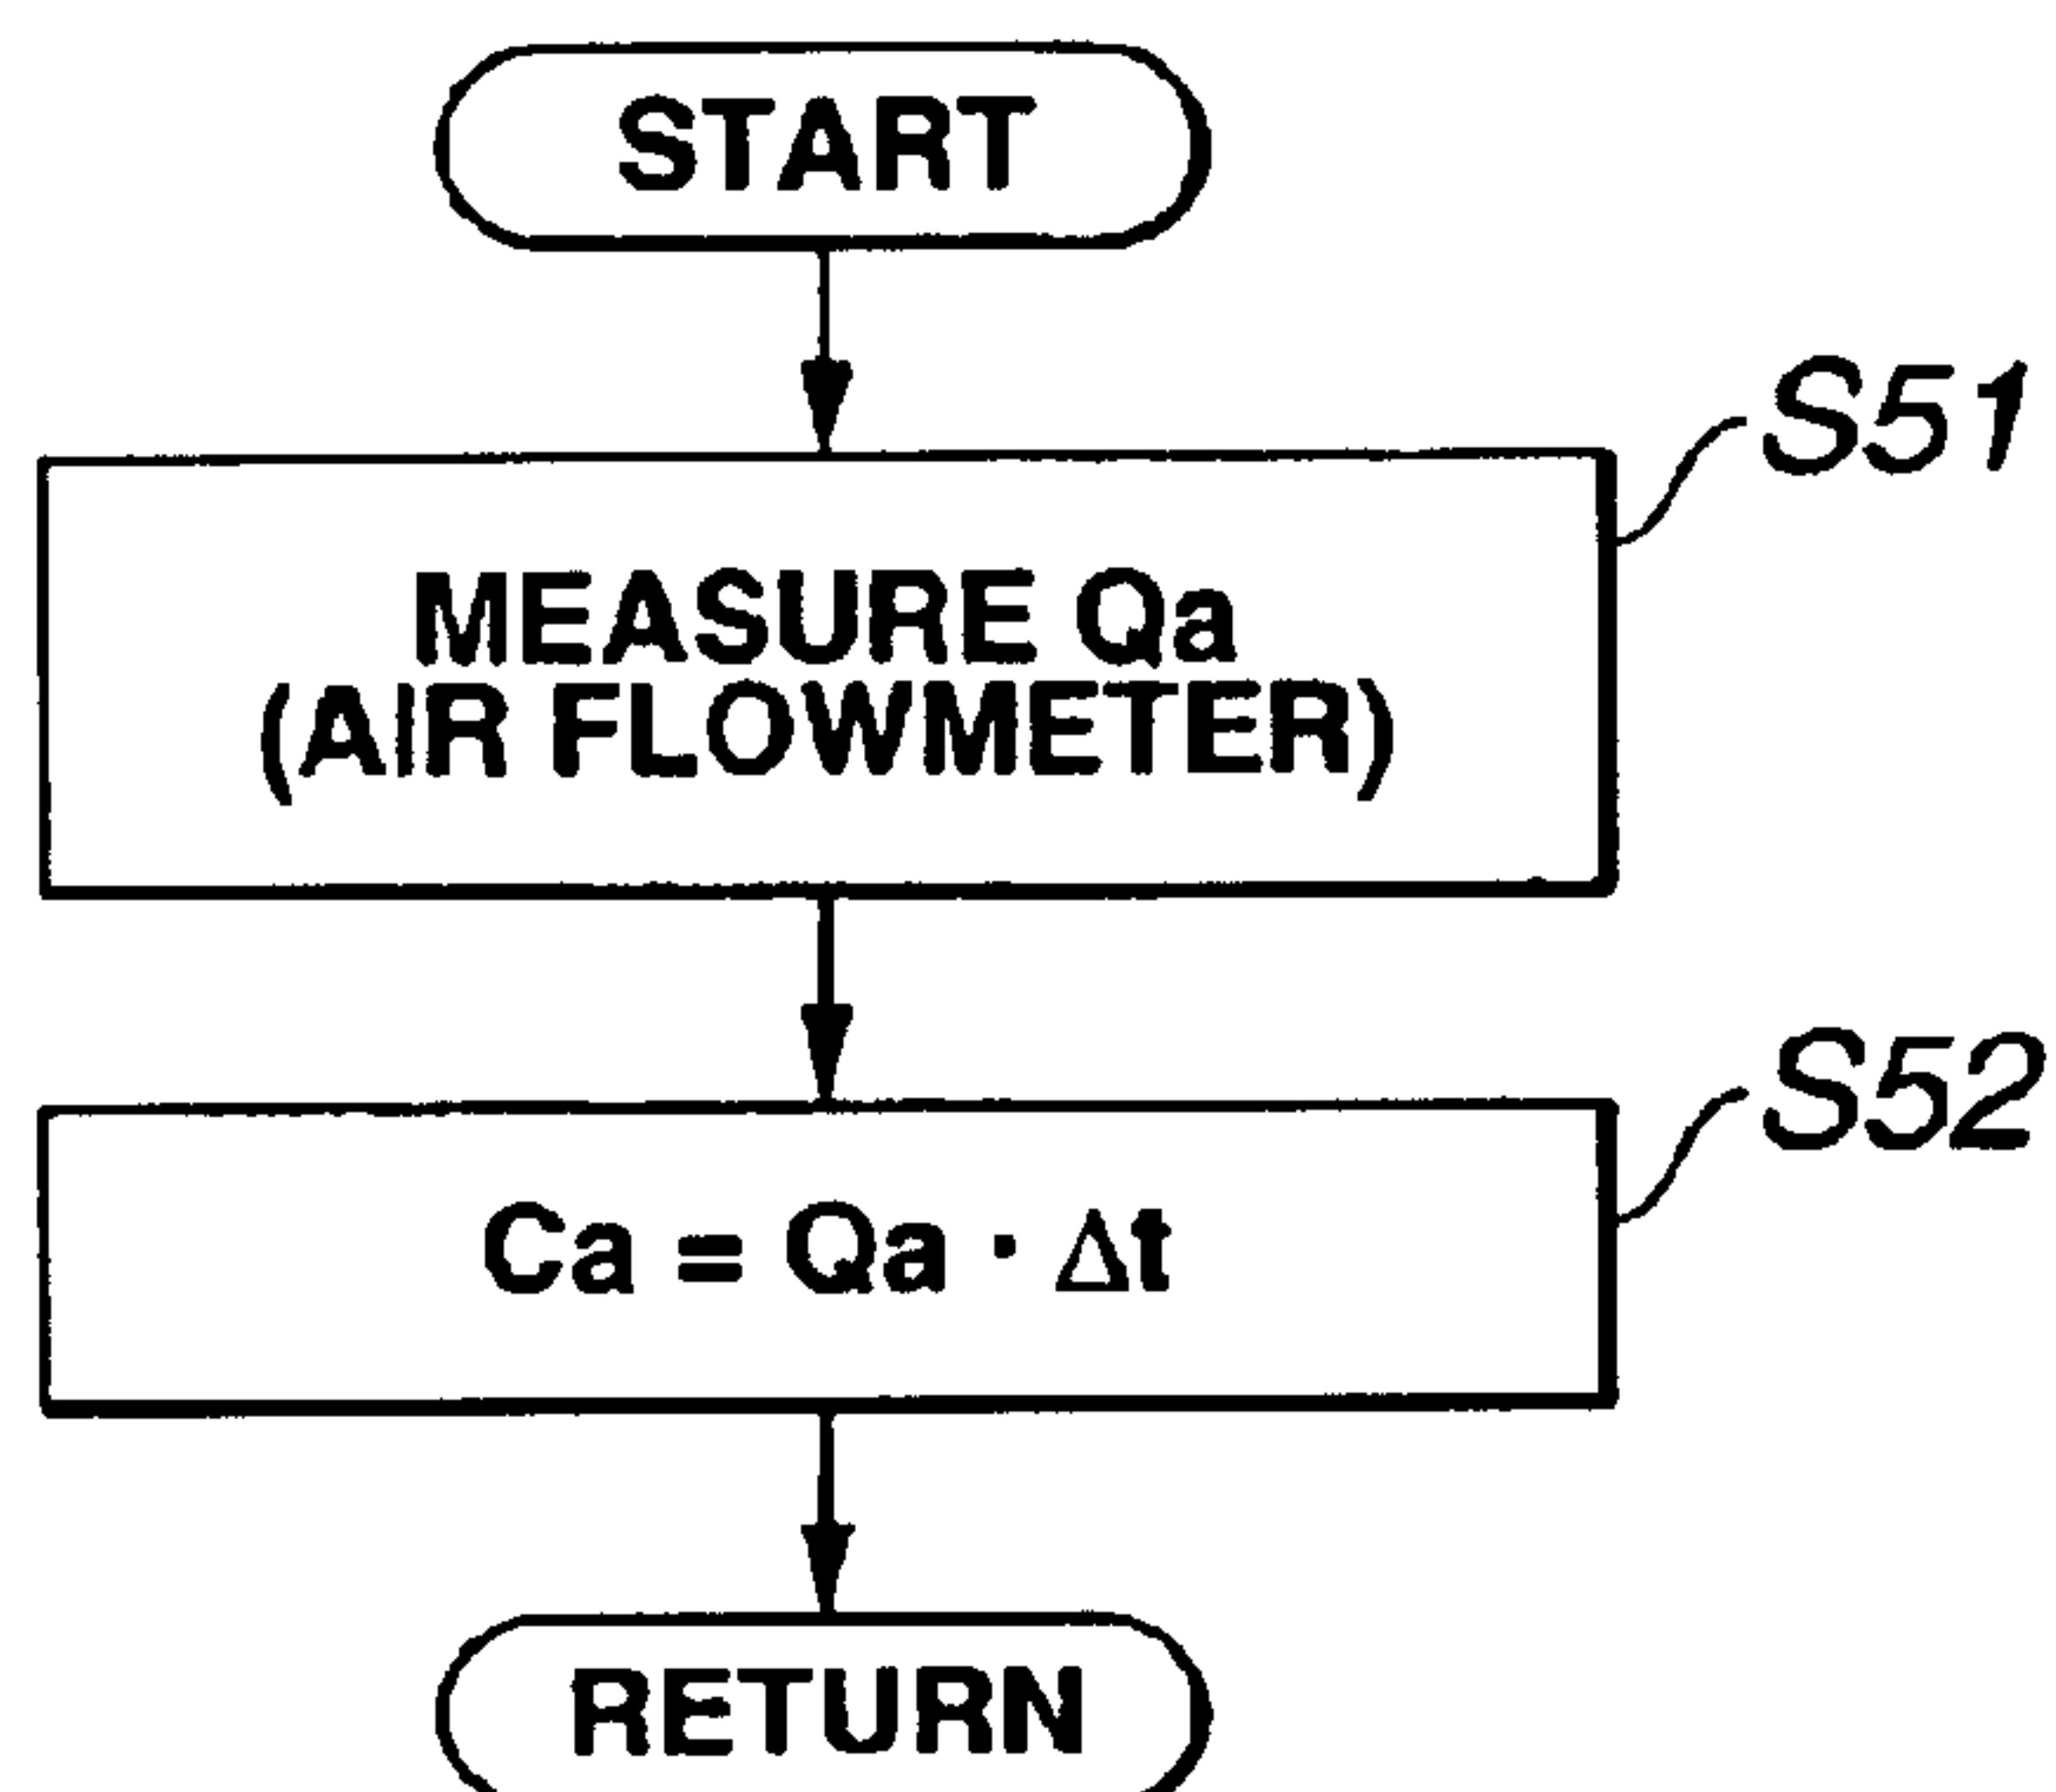 START
S51
MEASURE Qa
(AIR FLOWMETER)
S52
Ca = Qa · Δt
RETURN